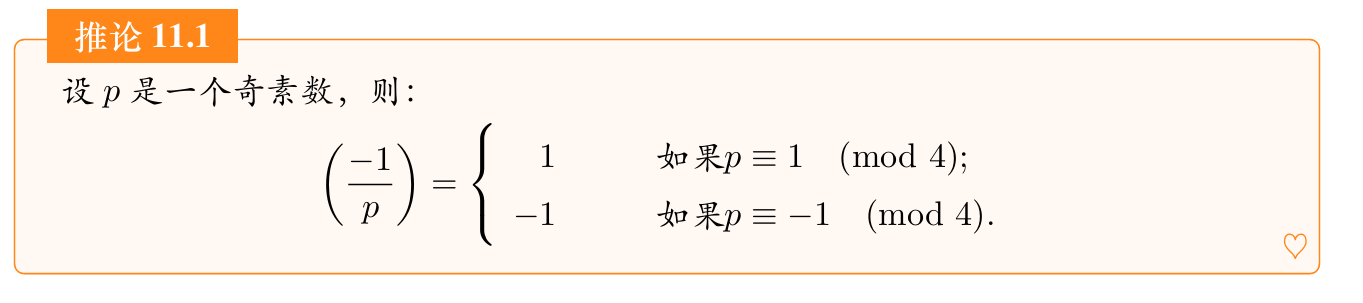 推论 11.1
设 p 是一个奇素数，则：
$\left(\frac{-1}{p}\right) = \begin{cases} 1 & \text{如果} p \equiv 1 \pmod{4}; \\ -1 & \text{如果} p \equiv -1 \pmod{4}. \end{cases}$
♡